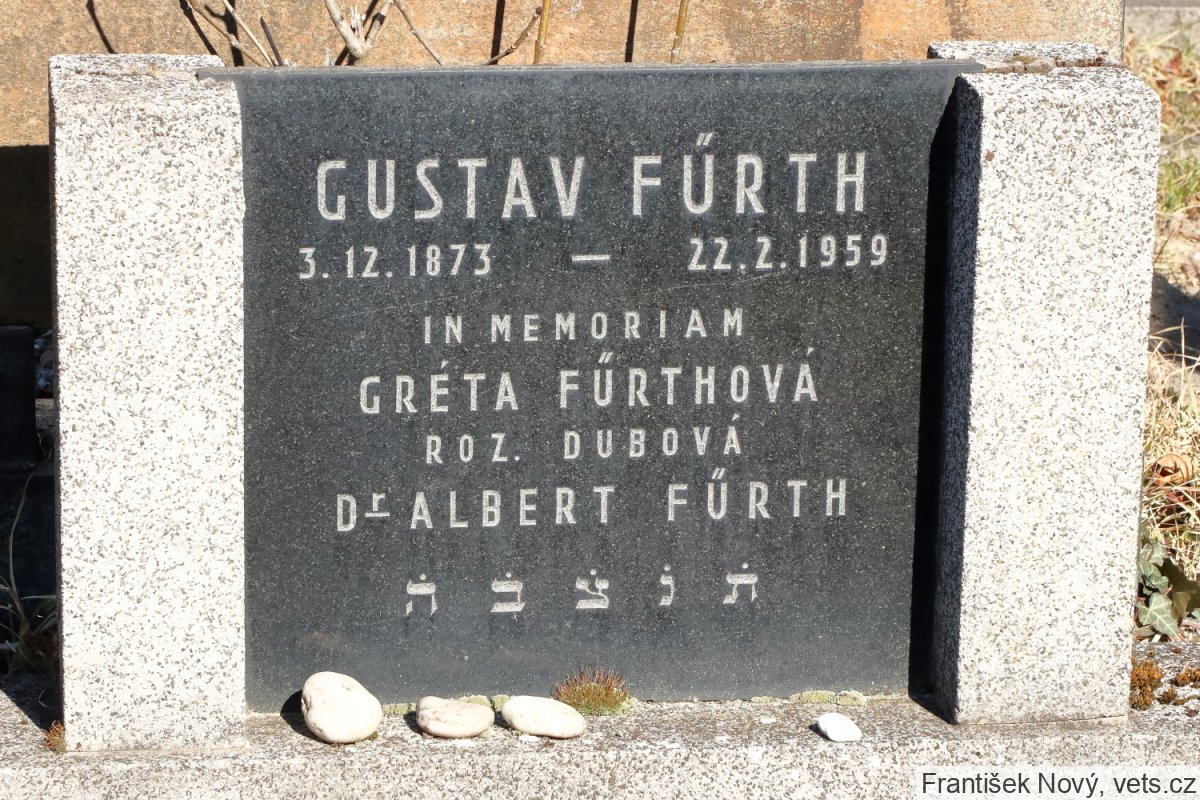 GUSTAV FŰRTH
3.12.1873 — 22.2.1959
IN MEMORIAM
GRÉTA FŰRTHOVÁ
ROZ. DUBOVÁ
Dr ALBERT FŰRTH
ת̇ נ̇ צ̇ ב̇ ה̇
František Nový, vets.cz